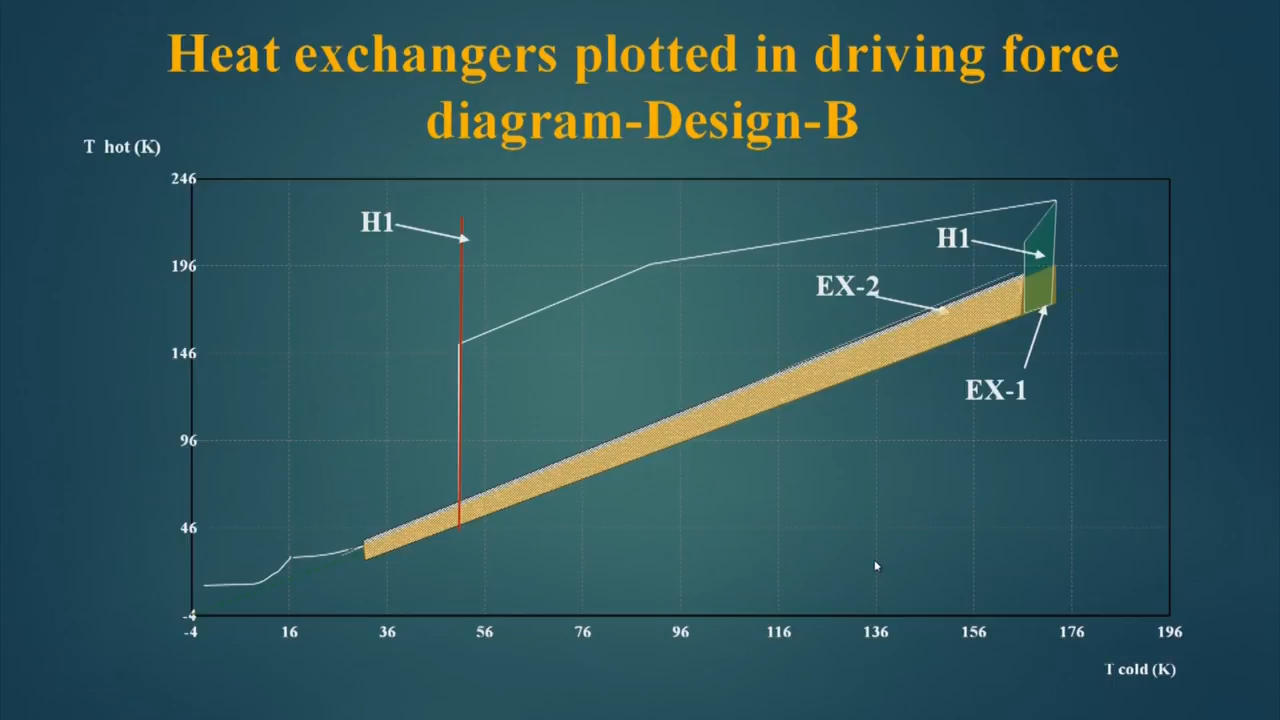 Heat exchangers plotted in driving force
diagram-Design-B
T hot (K)
246
196
146
96
46
-4
H1
H1
EX-2
EX-1
-4 16 36 56 76 96 116 136 156 176 196
T cold (K)